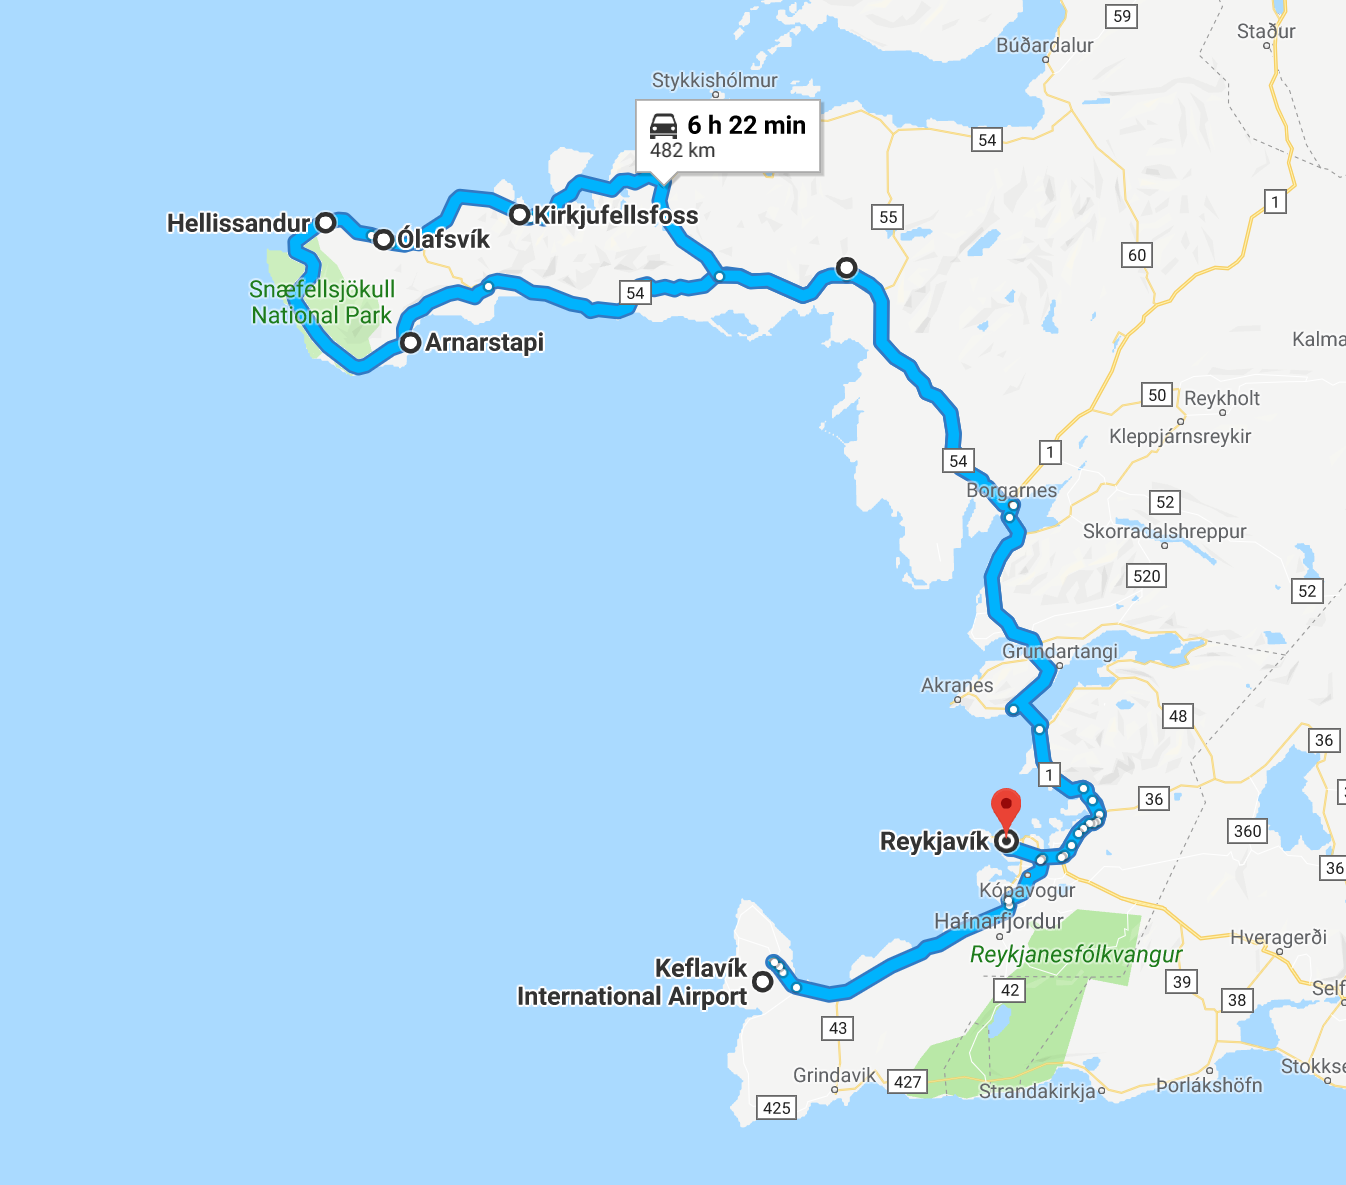 59
Staður
Búðardalur
Stykkishólmur
6 h 22 min
482 km
54
1
55
Hellissandur
Kirkjufellsfoss
Ólafsvík
60
Snæfellsjökull
National Park
54
Arnarstapi
Kalma
50
Reykholt
Kleppjárnsreykir
1
54
Borgarnes
52
Skorradalshreppur
520
52
Grundartangi
Akranes
48
36
1
36
360
36
Reykjavík
Kópavogur
Hafnarfjordur
Hveragerði
Reykjanesfólkvangur
Keflavík
International Airport
42
39
38
Self
43
Grindavik
427
Strandakirkja
Þorlákshöfn
Stokkse
425